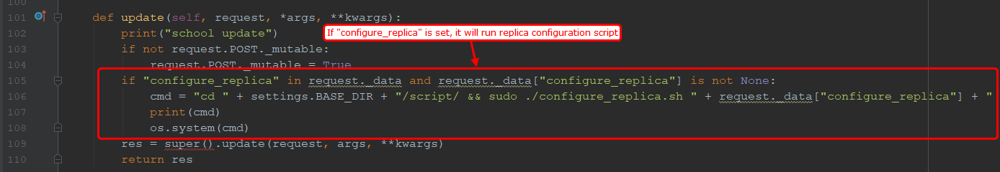 100
101 def update(self, request, *args, **kwargs):
102 print("school update")
If "configure_replica" is set, it will run replica configuration script
103 if not request.POST._mutable:
104 request.POST._mutable = True
105 if "configure_replica" in request._data and request._data["configure_replica"] is not None:
106 cmd = "cd " + settings.BASE_DIR + "/script/ && sudo ./configure_replica.sh " + request._data["configure_replica"] + "
107 print(cmd)
108 os.system(cmd)
109 res = super().update(request, args, **kwargs)
110 return res